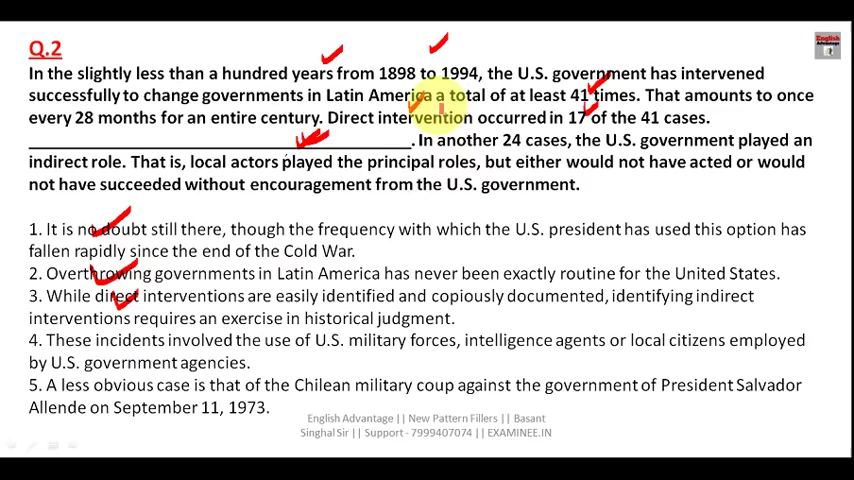 Q.2
English
Advantage
In the slightly less than a hundred years from 1898 to 1994, the U.S. government has intervened
successfully to change governments in Latin America a total of at least 41 times. That amounts to once
every 28 months for an entire century. Direct intervention occurred in 17 of the 41 cases.
________________________________________. In another 24 cases, the U.S. government played an
indirect role. That is, local actors played the principal roles, but either would not have acted or would
not have succeeded without encouragement from the U.S. government.
1. It is no doubt still there, though the frequency with which the U.S. president has used this option has
fallen rapidly since the end of the Cold War.
2. Overthrowing governments in Latin America has never been exactly routine for the United States.
3. While direct interventions are easily identified and copiously documented, identifying indirect
interventions requires an exercise in historical judgment.
4. These incidents involved the use of U.S. military forces, intelligence agents or local citizens employed
by U.S. government agencies.
5. A less obvious case is that of the Chilean military coup against the government of President Salvador
Allende on September 11, 1973.
English Advantage || New Pattern Fillers || Basant
Singhal Sir || Support - 7999407074 || EXAMINEE.IN